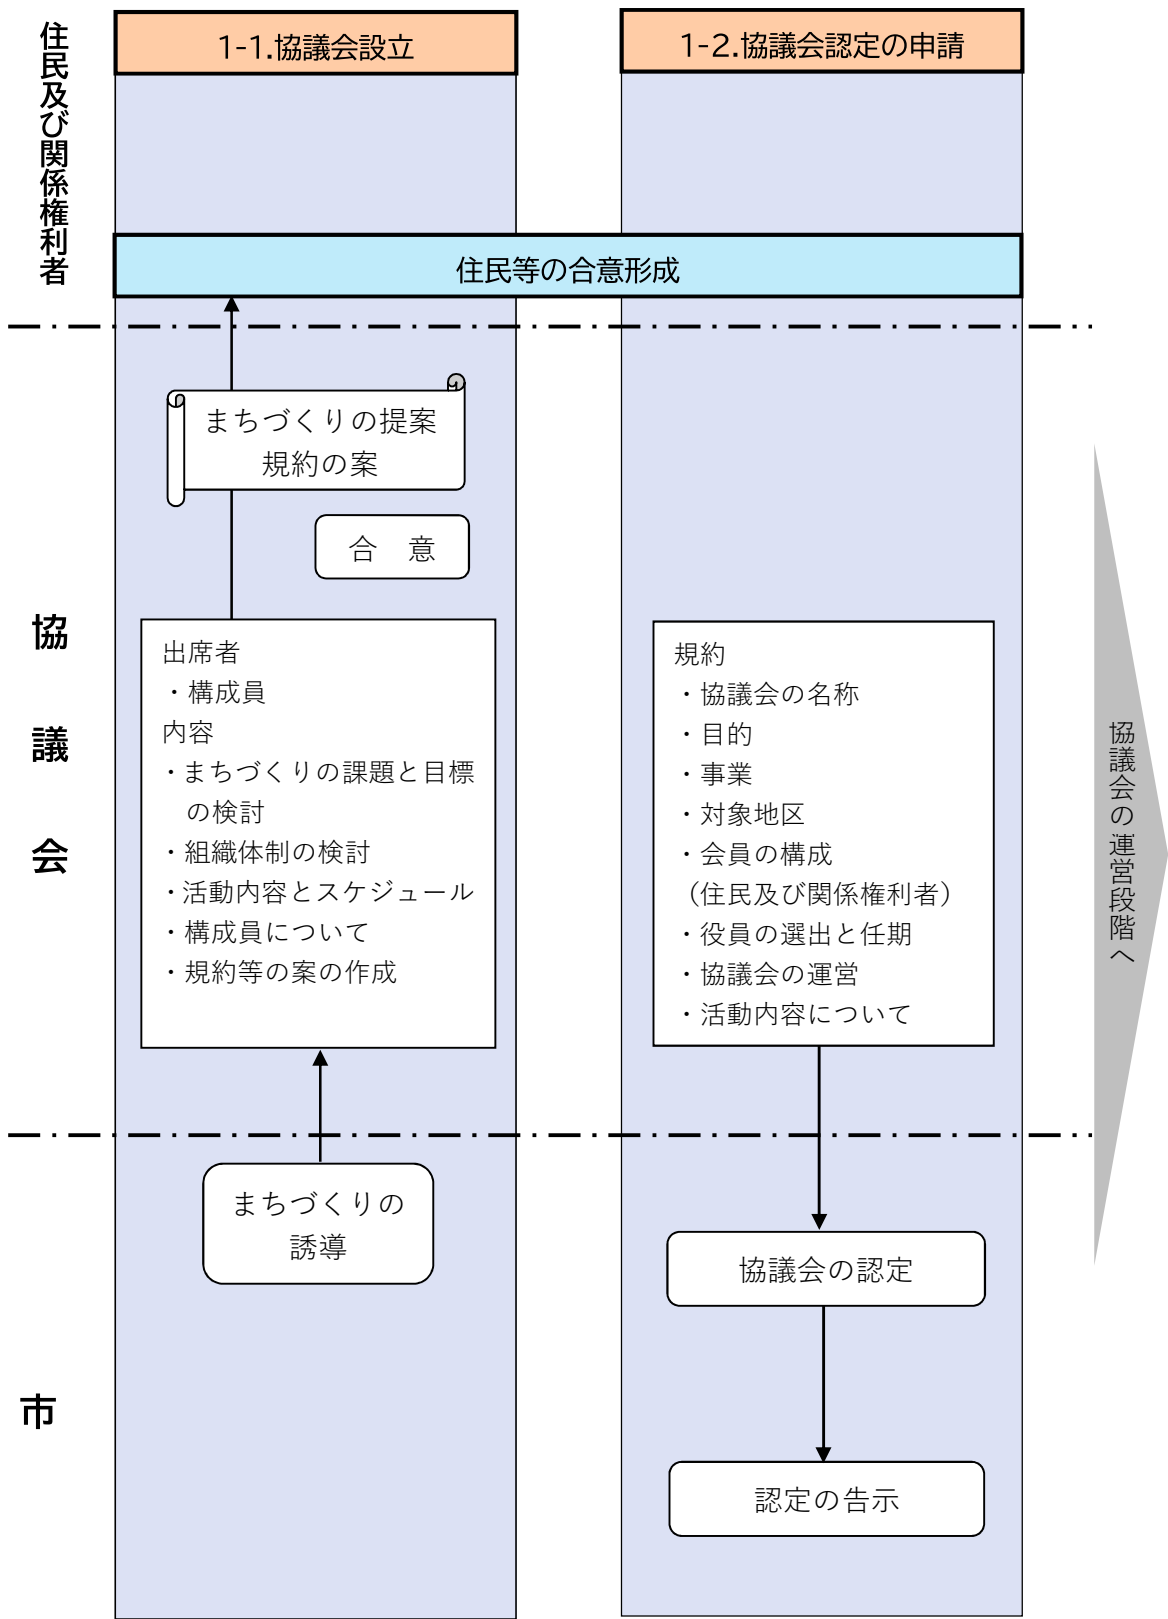 住民及び関係権利者
1-1.協議会設立
1-2.協議会認定の申請
住民等の合意形成
協議会
まちづくりの提案
規約の案
合　意
出席者
・構成員
内容
・まちづくりの課題と目標
の検討
・組織体制の検討
・活動内容とスケジュール
・構成員について
・規約等の案の作成
規約
・協議会の名称
・目的
・事業
・対象地区
・会員の構成
（住民及び関係権利者）
・役員の選出と任期
・協議会の運営
・活動内容について
協議会の運営段階へ
市
まちづくりの
誘導
協議会の認定
認定の告示